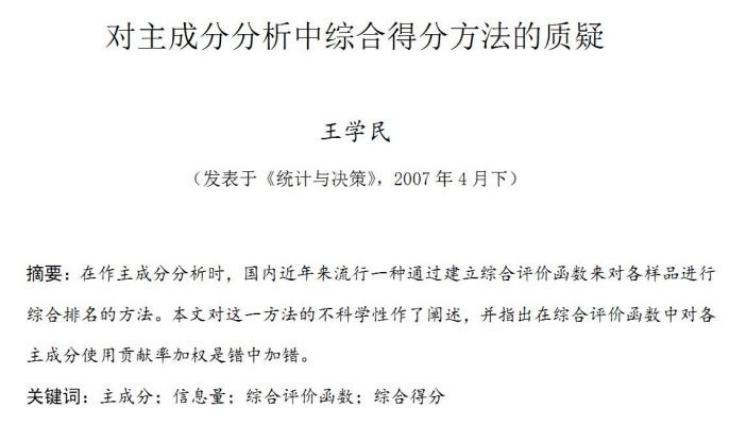 对主成分分析中综合得分方法的质疑
王学民
（发表于《统计与决策》，2007 年 4 月下）
摘要：在作主成分分析时，国内近年来流行一种通过建立综合评价函数来对各样品进行
综合排名的方法。本文对这一方法的不科学性作了阐述，并指出在综合评价函数中对各
主成分使用贡献率加权是错中加错。
关键词：主成分；信息量；综合评价函数；综合得分